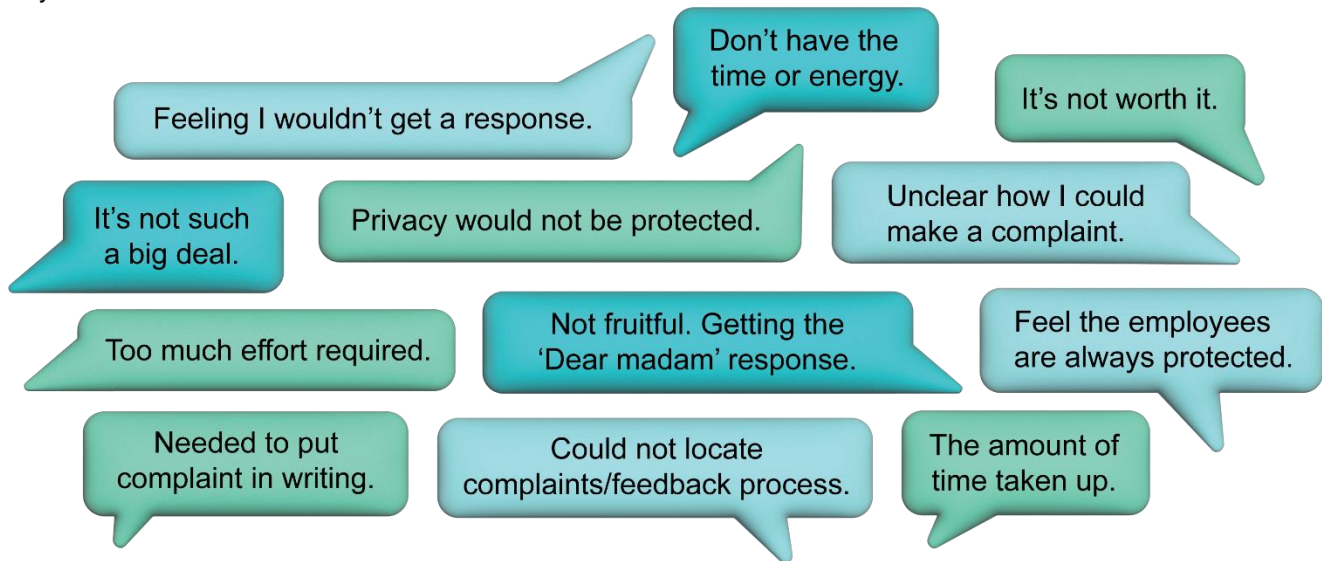 Don’t have the
time or energy.
Feeling I wouldn’t get a response.
It’s not worth it.
It’s not such
a big deal.
Privacy would not be protected.
Unclear how I could
make a complaint.
Too much effort required.
Not fruitful. Getting the
‘Dear madam’ response.
Feel the employees
are always protected.
Needed to put
complaint in writing.
Could not locate
complaints/feedback process.
The amount of
time taken up.